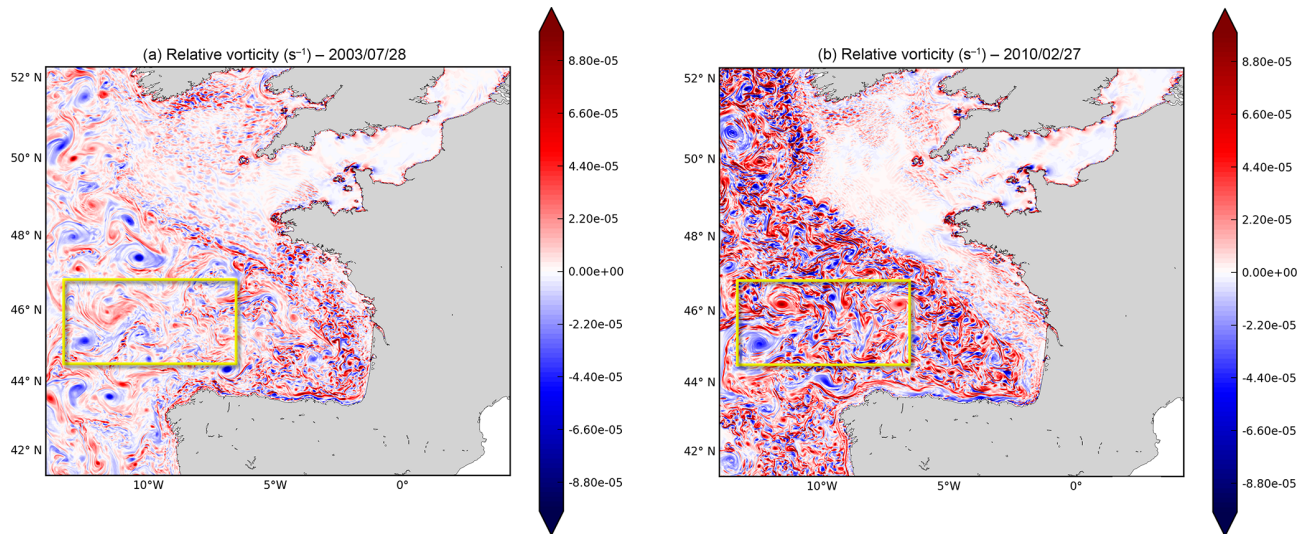 (a) Relative vorticity (s⁻¹) – 2003/07/28
52° N
50° N
48° N
46° N
44° N
42° N
10°W
5°W
0°
8.80e-05
6.60e-05
4.40e-05
2.20e-05
0.00e+00
-2.20e-05
-4.40e-05
-6.60e-05
-8.80e-05
(b) Relative vorticity (s⁻¹) – 2010/02/27
52° N
50° N
48° N
46° N
44° N
42° N
10°W
5°W
0°
8.80e-05
6.60e-05
4.40e-05
2.20e-05
0.00e+00
-2.20e-05
-4.40e-05
-6.60e-05
-8.80e-05